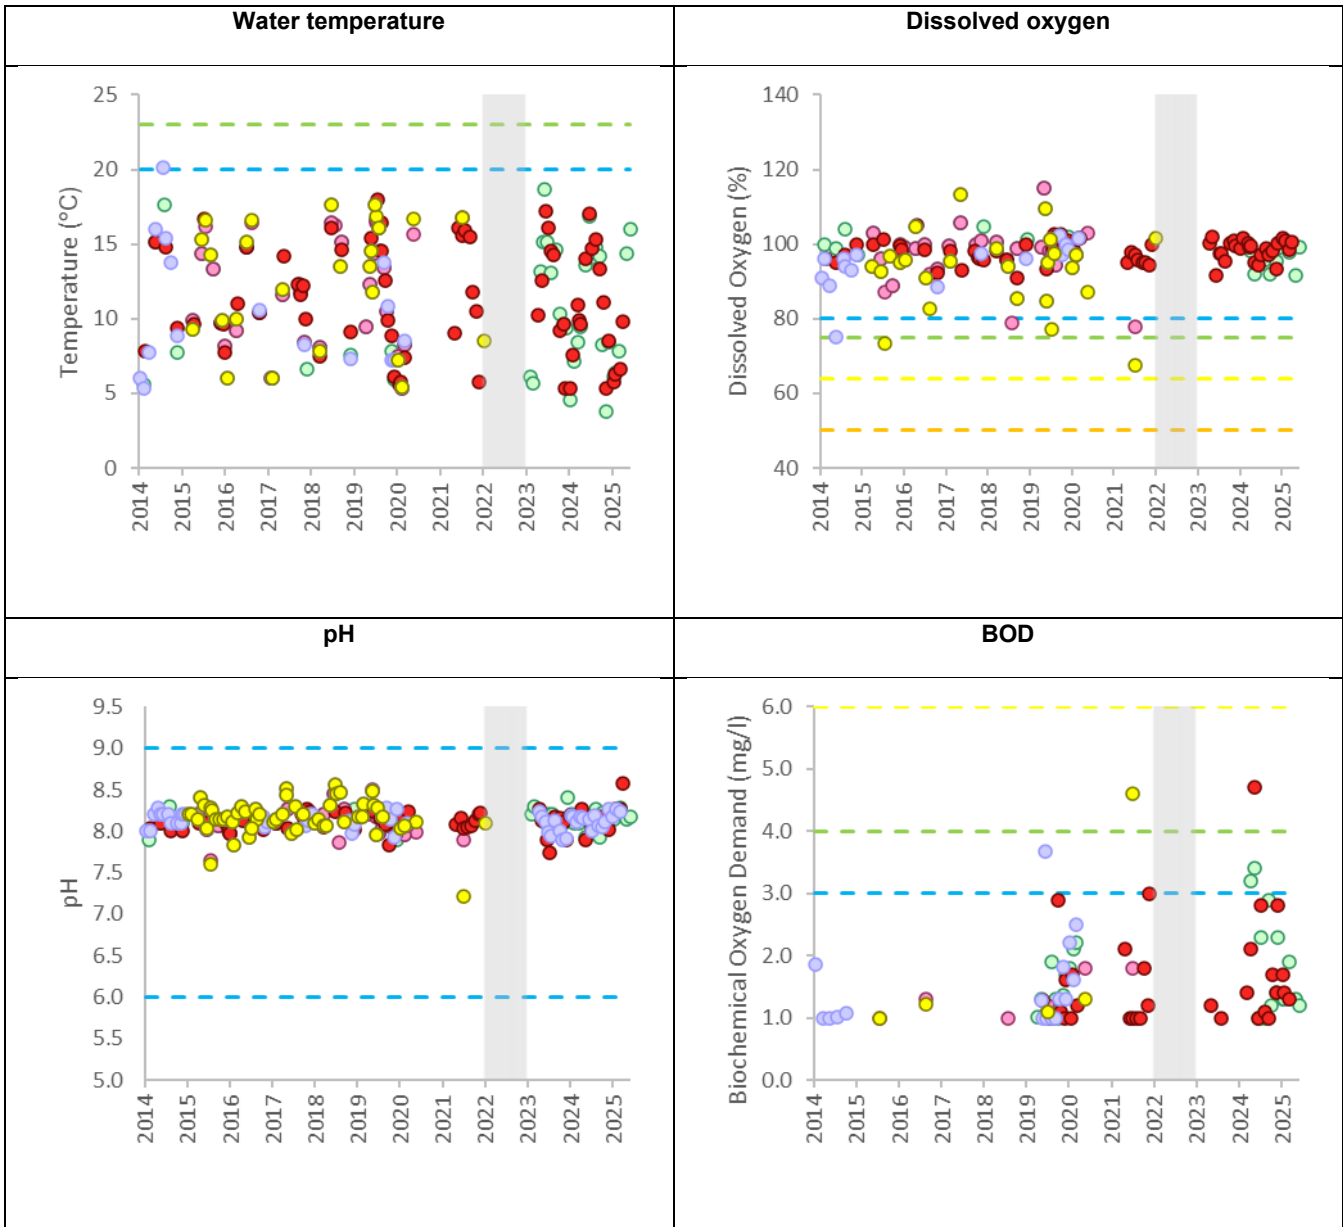 Water temperature
Dissolved oxygen
25
20
15
10
5
0
Temperature (°C)
2014 2015 2016 2017 2018 2019 2020 2021 2022 2023 2024 2025
140
120
100
80
60
40
Dissolved Oxygen (%)
2014 2015 2016 2017 2018 2019 2020 2021 2022 2023 2024 2025
pH
BOD
9.5
9.0
8.5
8.0
7.5
7.0
6.5
6.0
5.5
5.0
pH
2014 2015 2016 2017 2018 2019 2020 2021 2022 2023 2024 2025
6.0
5.0
4.0
3.0
2.0
1.0
0.0
Biochemical Oxygen Demand (mg/l)
2014 2015 2016 2017 2018 2019 2020 2021 2022 2023 2024 2025